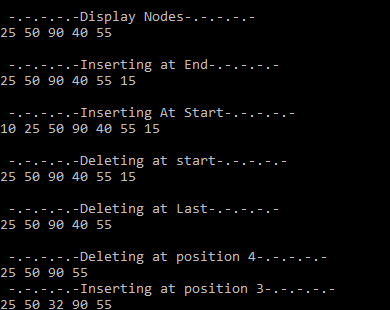 -.-.-.-.-Display Nodes-.-.-.-.-
25 50 90 40 55
-.-.-.-.-Inserting at End-.-.-.-.-
25 50 90 40 55 15
-.-.-.-.-Inserting At Start-.-.-.-.-
10 25 50 90 40 55 15
-.-.-.-.-Deleting at start-.-.-.-.-
25 50 90 40 55 15
-.-.-.-.-Deleting at Last-.-.-.-.-
25 50 90 40 55
-.-.-.-.-Deleting at position 4-.-.-.-.-
25 50 90 55
-.-.-.-.-Inserting at position 3-.-.-.-.-
25 50 32 90 55